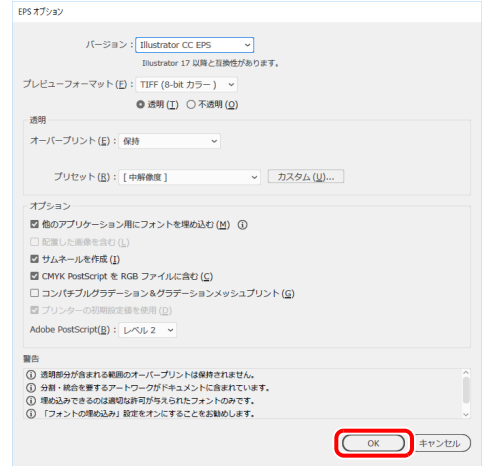 EPS オプション
バージョン： Illustrator CC EPS
Illustrator 17 以降と互換性があります。
プレビューフォーマット (F)： TIFF (8-bit カラー )
透明 (T) 不透明 (O)
透明
オーバープリント (E)： 保持
プリセット (R)： [ 中解像度 ] カスタム (U)...
オプション
他のアプリケーション用にフォントを埋め込む (M)
配置した画像を含む (L)
サムネールを作成 (I)
CMYK PostScript を RGB ファイルに含む (C)
コンパチブルグラデーション＆グラデーションメッシュプリント (G)
プリンターの初期設定値を使用 (D)
Adobe PostScript(B)： レベル 2
警告
透明部分が含まれる範囲のオーバープリントは保持されません。
分割・統合を要するアートワークがドキュメントに含まれています。
埋め込みできるのは適切な許可が与えられたフォントのみです。
「フォントの埋め込み」設定をオンにすることをお勧めします。
OK キャンセル